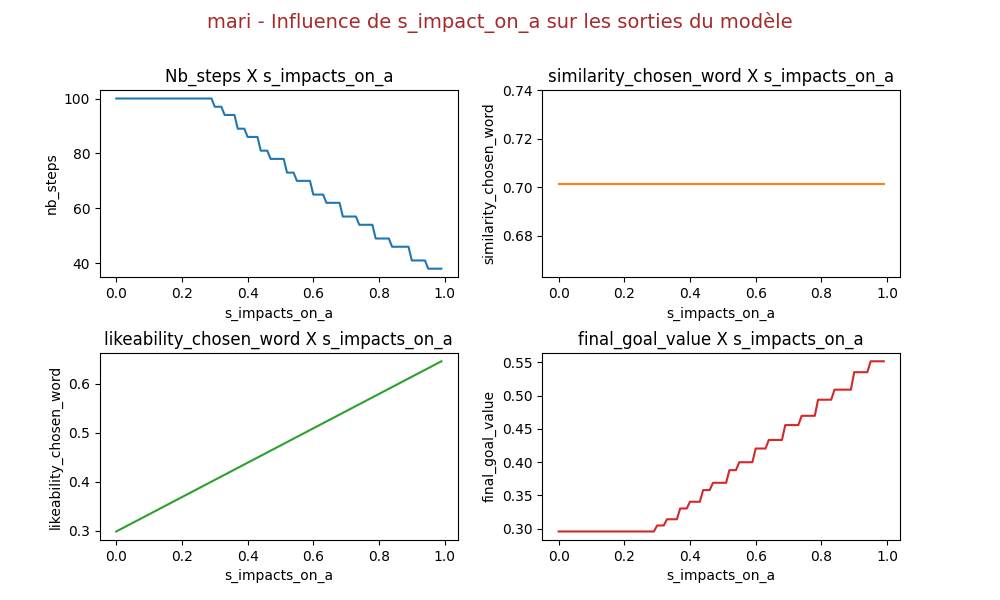 mari - Influence de s_impact_on_a sur les sorties du modèle
Nb_steps X s_impacts_on_a
nb_steps
100
80
60
40
0.0 0.2 0.4 0.6 0.8 1.0
s_impacts_on_a
similarity_chosen_word X s_impacts_on_a
similarity_chosen_word
0.74
0.72
0.70
0.68
0.0 0.2 0.4 0.6 0.8 1.0
s_impacts_on_a
likeability_chosen_word X s_impacts_on_a
likeability_chosen_word
0.6
0.5
0.4
0.3
0.0 0.2 0.4 0.6 0.8 1.0
s_impacts_on_a
final_goal_value X s_impacts_on_a
final_goal_value
0.55
0.50
0.45
0.40
0.35
0.30
0.0 0.2 0.4 0.6 0.8 1.0
s_impacts_on_a